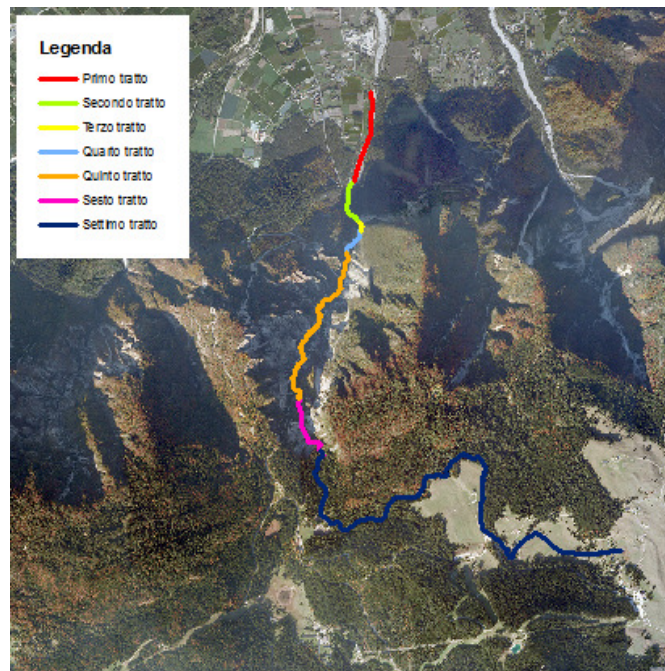 Legenda
Primo tratto
Secondo tratto
Terzo tratto
Quarto tratto
Quinto tratto
Sesto tratto
Settimo tratto